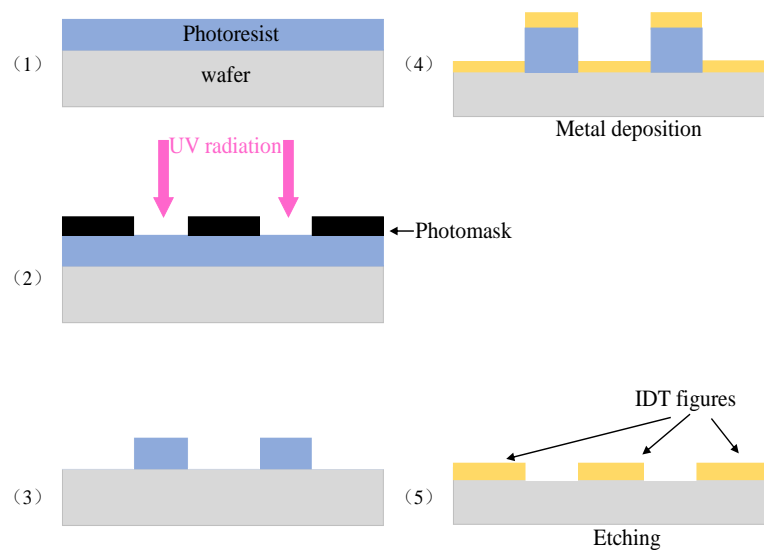 Photoresist
（1）
wafer
UV radiation
Photomask
（2）
（3）
（4）
Metal deposition
IDT figures
（5）
Etching